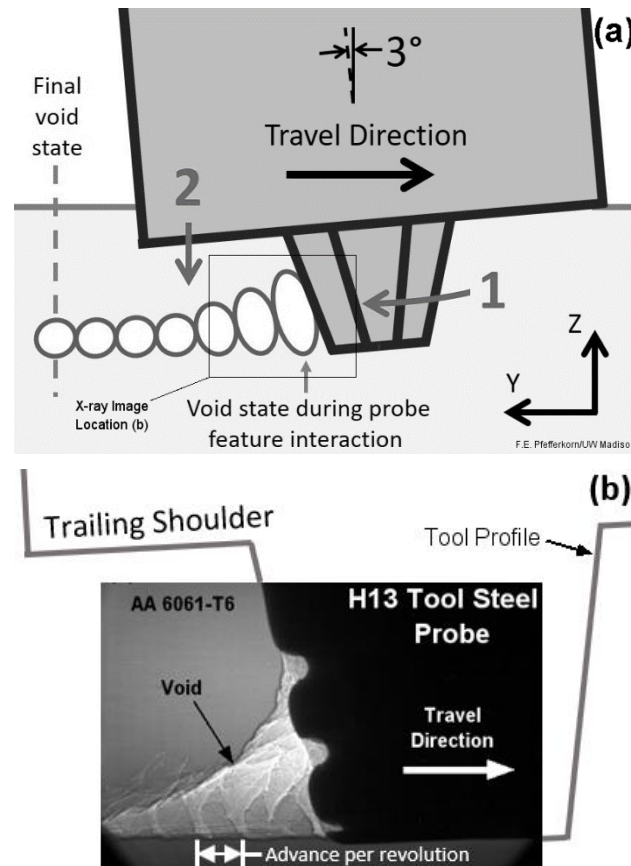 (a)
3°
Final
void
state
Travel Direction
2
1
Z
Y
X-ray Image
Location (b)
Void state during probe
feature interaction
F.E. Pfefferkorn/UW Madiso
(b)
Trailing Shoulder
Tool Profile
AA 6061-T6
H13 Tool Steel
Probe
Void
Travel
Direction
Advance per revolution